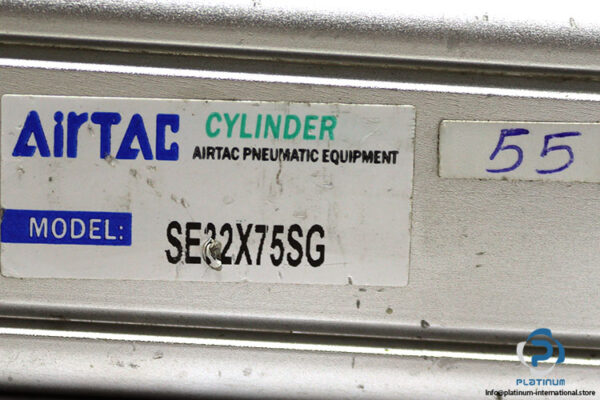 AirTAC
CYLINDER
AIRTAC PNEUMATIC EQUIPMENT
MODEL:
SE32X75SG
55
PLATINUM
Info@platinum-international.store